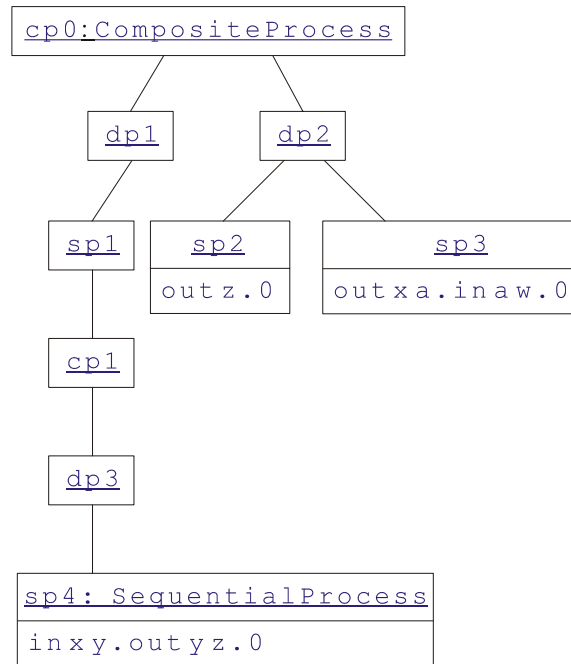 cp0:CompositeProcess
dp1 dp2
sp1 sp2 sp3
outz.0 outxa.inaw.0
cp1
dp3
sp4: SequentialProcess
inxy.outyz.0